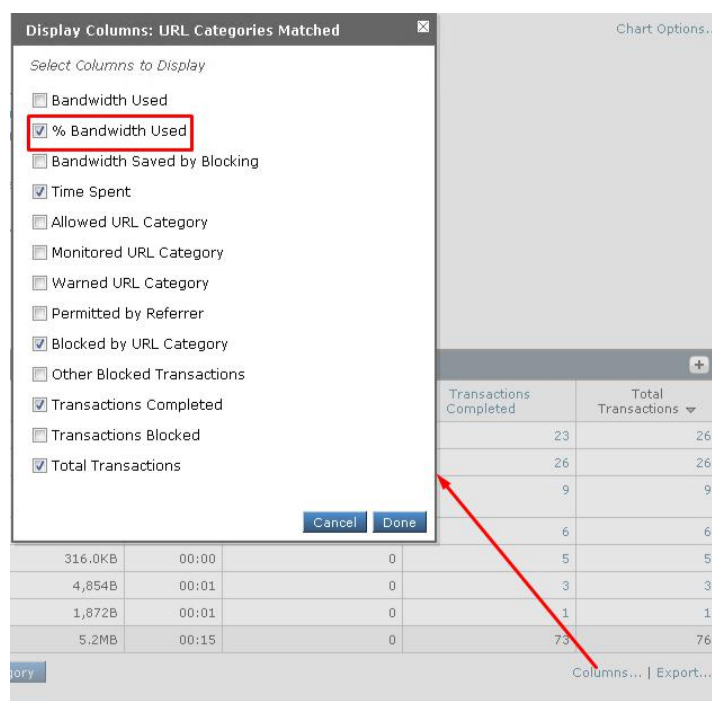 Display Columns: URL Categories Matched
Chart Options..
Select Columns to Display
Bandwidth Used
% Bandwidth Used
Bandwidth Saved by Blocking
Time Spent
Allowed URL Category
Monitored URL Category
Warned URL Category
Permitted by Referrer
Blocked by URL Category
Other Blocked Transactions
Transactions Completed
Transactions Blocked
Total Transactions
Cancel Done
Transactions Completed
Total Transactions
23 26
26 26
9 9
6 6
316.0KB 00:00 0 5 5
4,854B 00:01 0 3 3
1,872B 00:01 0 1 1
5.2MB 00:15 0 73 76
gory
Columns... | Export...